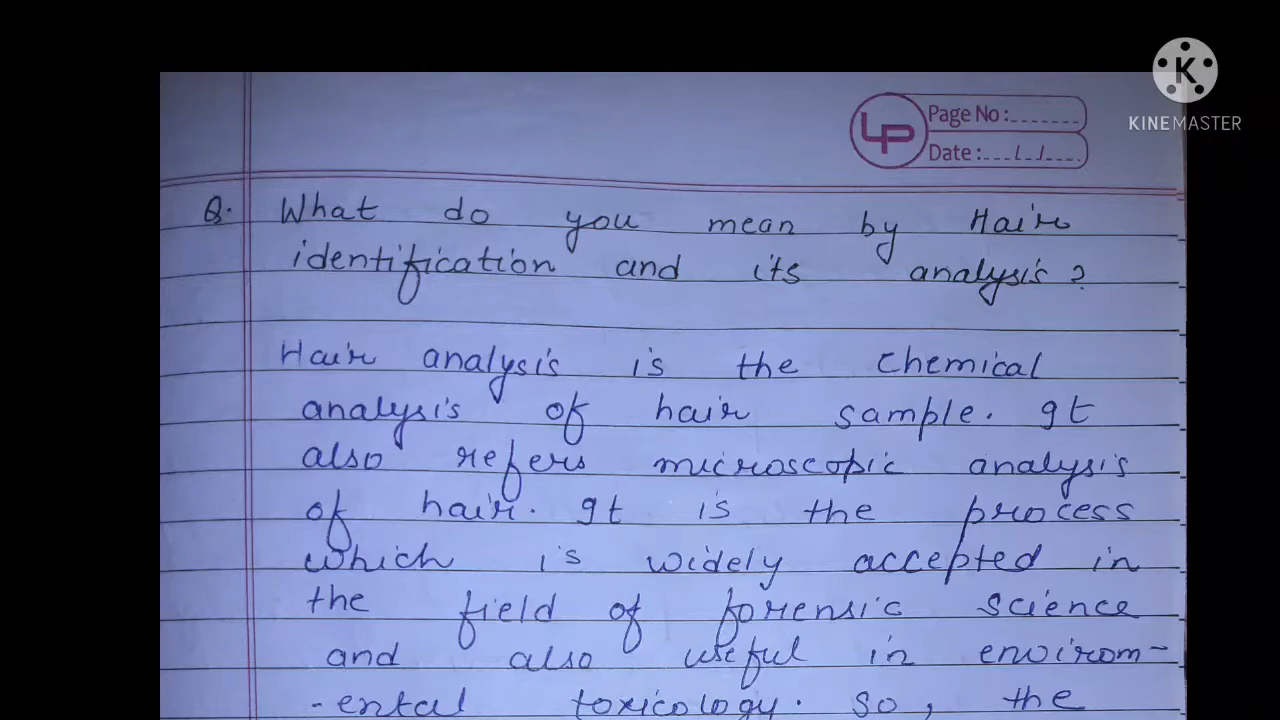 KINEMASTER
LP
Page No :
Date :
Q. What do you mean by Hair
identification and its analysis ?
Hair analysis is the Chemical
analysis of hair sample. It
also refers microscopic analysis
of hair. It is the process
which is widely accepted in
the field of forensic science
and also useful in environm-
-ental toxicology. So, the